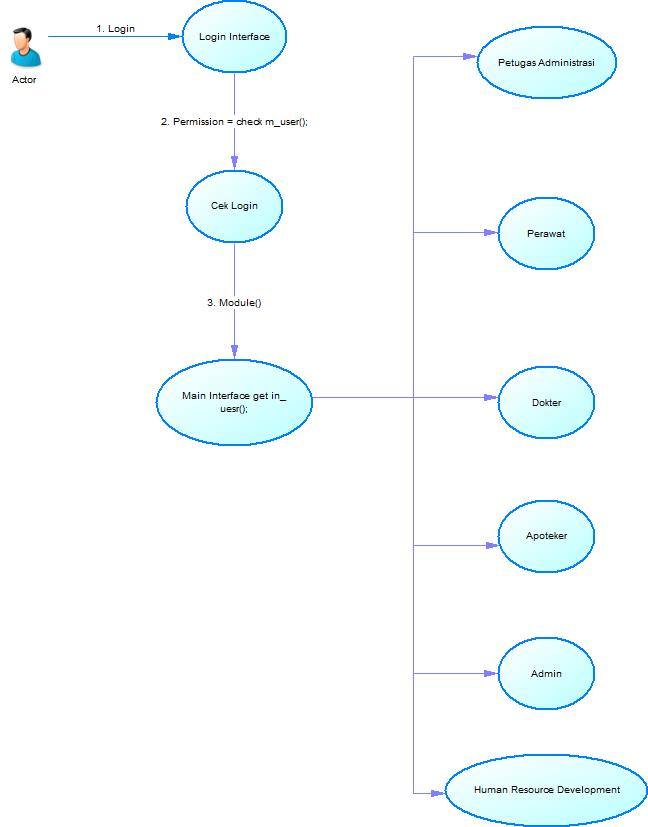 1. Login
Login Interface
Actor
2. Permission = check m_user();
Cek Login
3. Module()
Main Interface get in_
uesr();
Petugas Administrasi
Perawat
Dokter
Apoteker
Admin
Human Resource Development